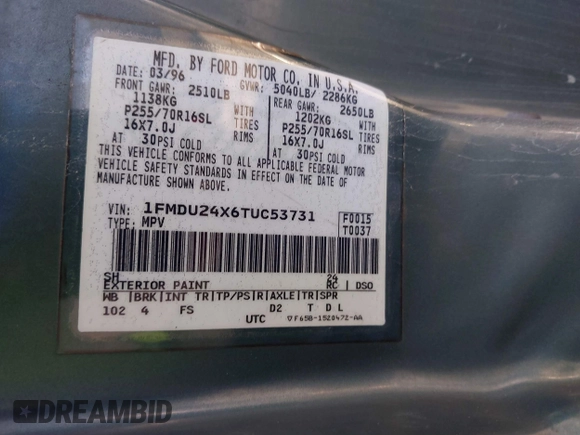 MFD. BY FORD MOTOR CO. IN U.S.A.
DATE: 03/96 GVWR: 5040LB/ 2286KG
FRONT GAWR: 2510LB REAR GAWR: 2650LB
1138KG WITH 1202KG WITH
P255/70R16SL TIRES P255/70R16SL TIRES
16X7.0J RIMS 16X7.0J RIMS
AT 30PSI COLD AT 30PSI COLD
THIS VEHICLE CONFORMS TO ALL APPLICABLE FEDERAL MOTOR
VEHICLE SAFETY STANDARDS IN EFFECT ON THE DATE OF
MANUFACTURE SHOWN ABOVE.
VIN: 1FMDU24X6TUC53731 F0015
TYPE: MPV T0037
SH 24
EXTERIOR PAINT RC | DSO
WB |BRK|INT TR|TP/PS|R|AXLE|TR|SPR
102 4 FS D2 T D L
UTC ▽F65B-1520472-AA
DREAMBID